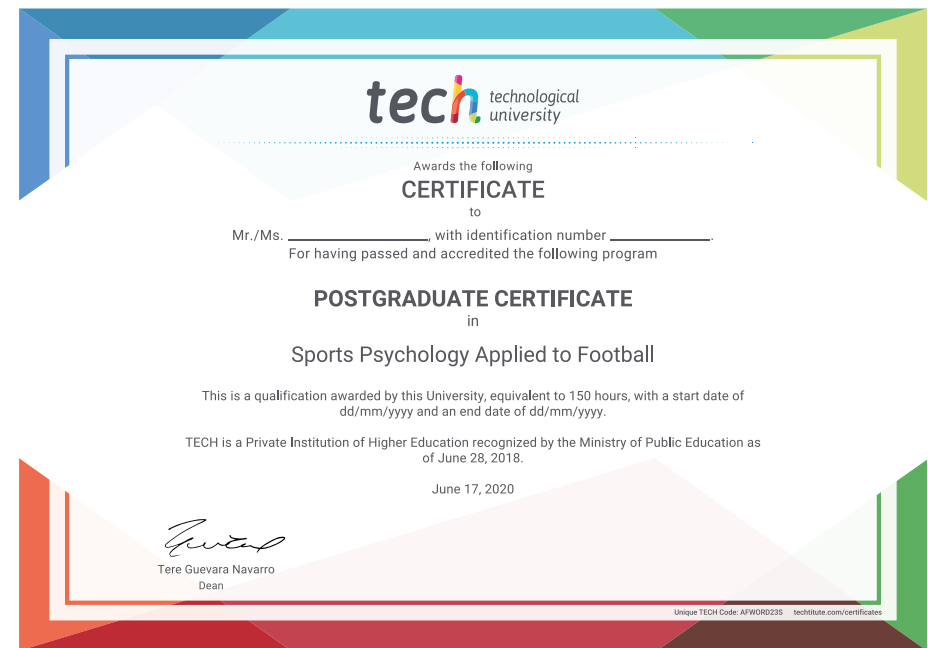 tech technological
university
Awards the following
CERTIFICATE
to
Mr./Ms. ____________, with identification number ____________.
For having passed and accredited the following program
POSTGRADUATE CERTIFICATE
in
Sports Psychology Applied to Football
This is a qualification awarded by this University, equivalent to 150 hours, with a start date of
dd/mm/yyyy and an end date of dd/mm/yyyy.
TECH is a Private Institution of Higher Education recognized by the Ministry of Public Education as
of June 28, 2018.
June 17, 2020
Tere Guevara Navarro
Dean
Unique TECH Code: AFWORD23S techtitute.com/certificates